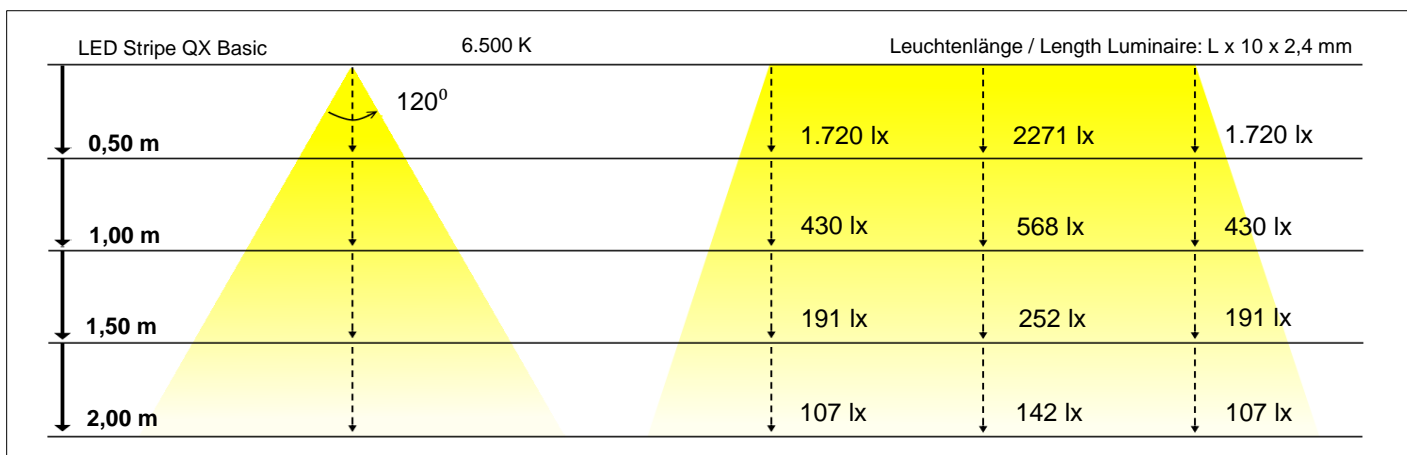 LED Stripe QX Basic 6.500 K Leuchtenlänge / Length Luminaire: L x 10 x 2,4 mm
120⁰
0,50 m 1.720 lx 2271 lx 1.720 lx
1,00 m 430 lx 568 lx 430 lx
1,50 m 191 lx 252 lx 191 lx
2,00 m 107 lx 142 lx 107 lx